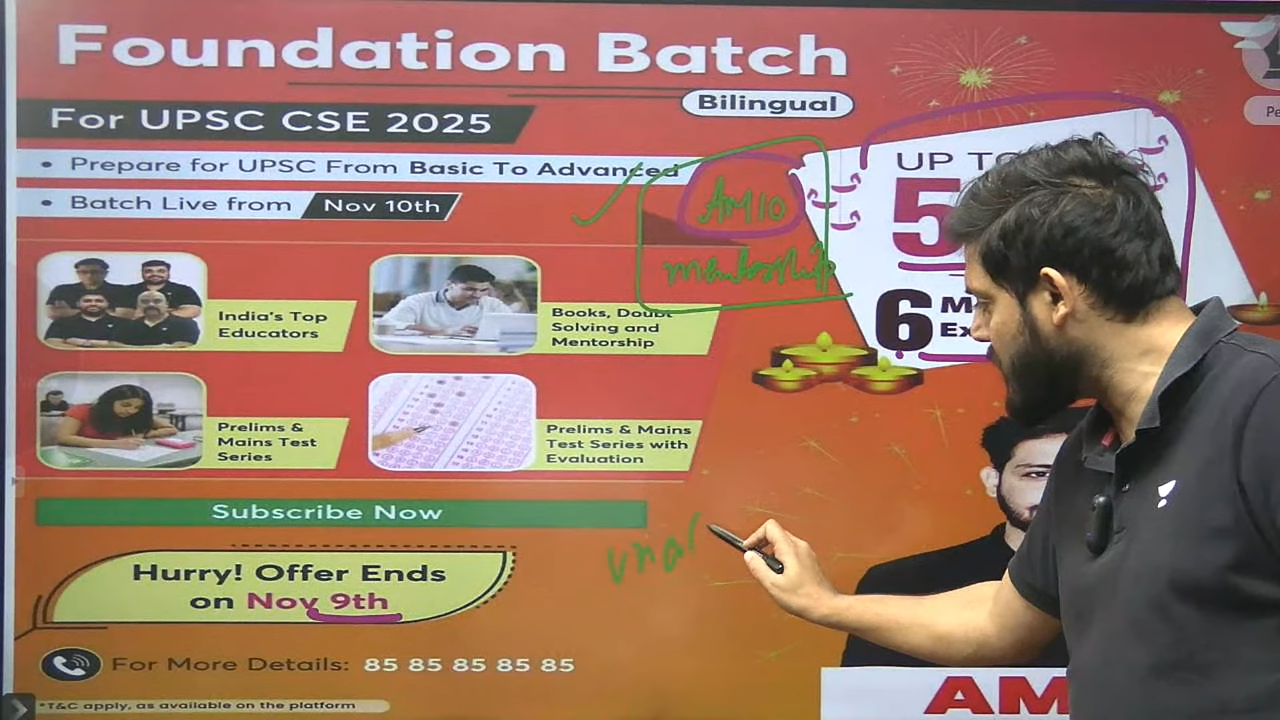 Foundation Batch
Bilingual
For UPSC CSE 2025
• Prepare for UPSC From Basic To Advanced
• Batch Live from Nov 10th
UP TO
5
6
AM10
membership
India's Top
Educators
Books, Doubt
Solving and
Mentorship
Prelims &
Mains Test
Series
Prelims & Mains
Test Series with
Evaluation
Subscribe Now
Hurry! Offer Ends
on Nov 9th
For More Details: 85 85 85 85 85
*T&C apply, as available on the platform